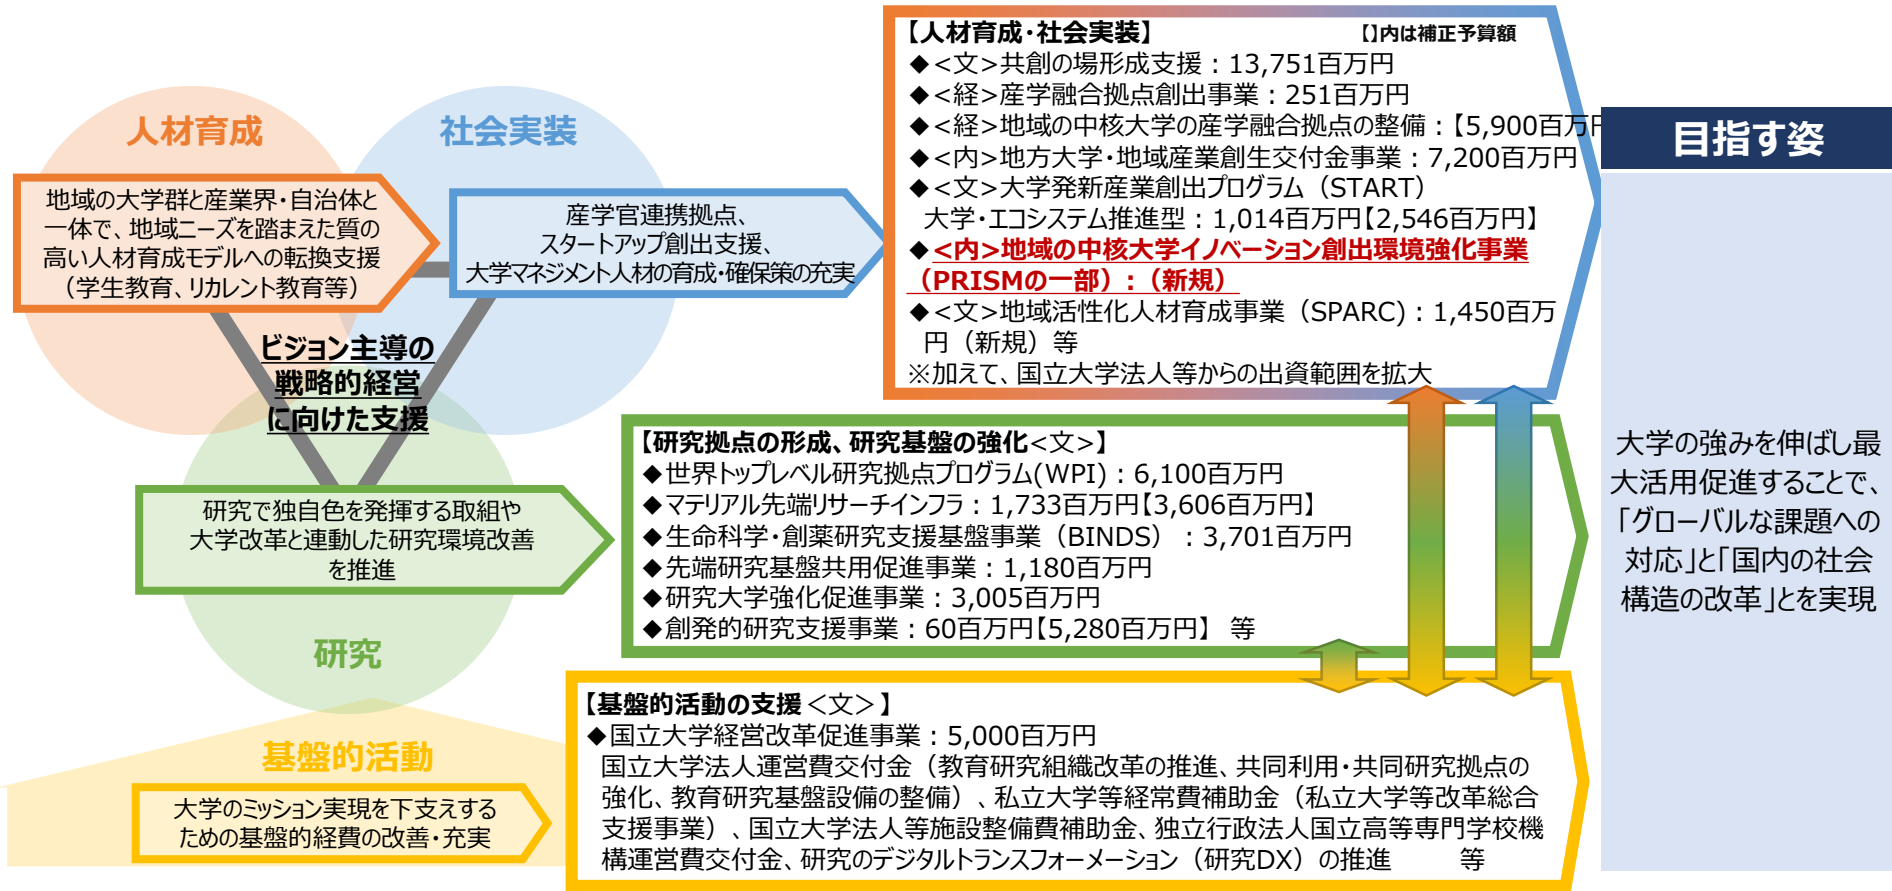 人材育成
社会実装
地域の大学群と産業界・自治体と
一体で、地域ニーズを踏まえた質の
高い人材育成モデルへの転換支援
（学生教育、リカレント教育等）
産学官連携拠点、
スタートアップ創出支援、
大学マネジメント人材の育成・確保策の充実
ビジョン主導の
戦略的経営
に向けた支援
研究で独自色を発揮する取組や
大学改革と連動した研究環境改善
を推進
研究
基盤的活動
大学のミッション実現を下支えする
ための基盤的経費の改善・充実
【人材育成・社会実装】 【】内は補正予算額
◆<文>共創の場形成支援：13,751百万円
◆<経>産学融合拠点創出事業：251百万円
◆<経>地域の中核大学の産学融合拠点の整備：【5,900百万円
◆<内>地方大学・地域産業創生交付金事業：7,200百万円
◆<文>大学発新産業創出プログラム（START）
大学・エコシステム推進型：1,014百万円【2,546百万円】
◆<内>地域の中核大学イノベーション創出環境強化事業
（PRISMの一部）：（新規）
◆<文>地域活性化人材育成事業（SPARC)：1,450百万
円（新規）等
※加えて、国立大学法人等からの出資範囲を拡大
【研究拠点の形成、研究基盤の強化<文>】
◆世界トップレベル研究拠点プログラム(WPI)：6,100百万円
◆マテリアル先端リサーチインフラ：1,733百万円【3,606百万円】
◆生命科学・創薬研究支援基盤事業（BINDS）：3,701百万円
◆先端研究基盤共用促進事業：1,180百万円
◆研究大学強化促進事業：3,005百万円
◆創発的研究支援事業：60百万円【5,280百万円】 等
【基盤的活動の支援＜文＞】
◆国立大学経営改革促進事業：5,000百万円
国立大学法人運営費交付金（教育研究組織改革の推進、共同利用・共同研究拠点の
強化、教育研究基盤設備の整備）、私立大学等経常費補助金（私立大学等改革総合
支援事業）、国立大学法人等施設整備費補助金、独立行政法人国立高等専門学校機
構運営費交付金、研究のデジタルトランスフォーメーション（研究DX）の推進 等
目指す姿
大学の強みを伸ばし最
大活用促進することで、
「グローバルな課題への
対応」と「国内の社会
構造の改革」とを実現